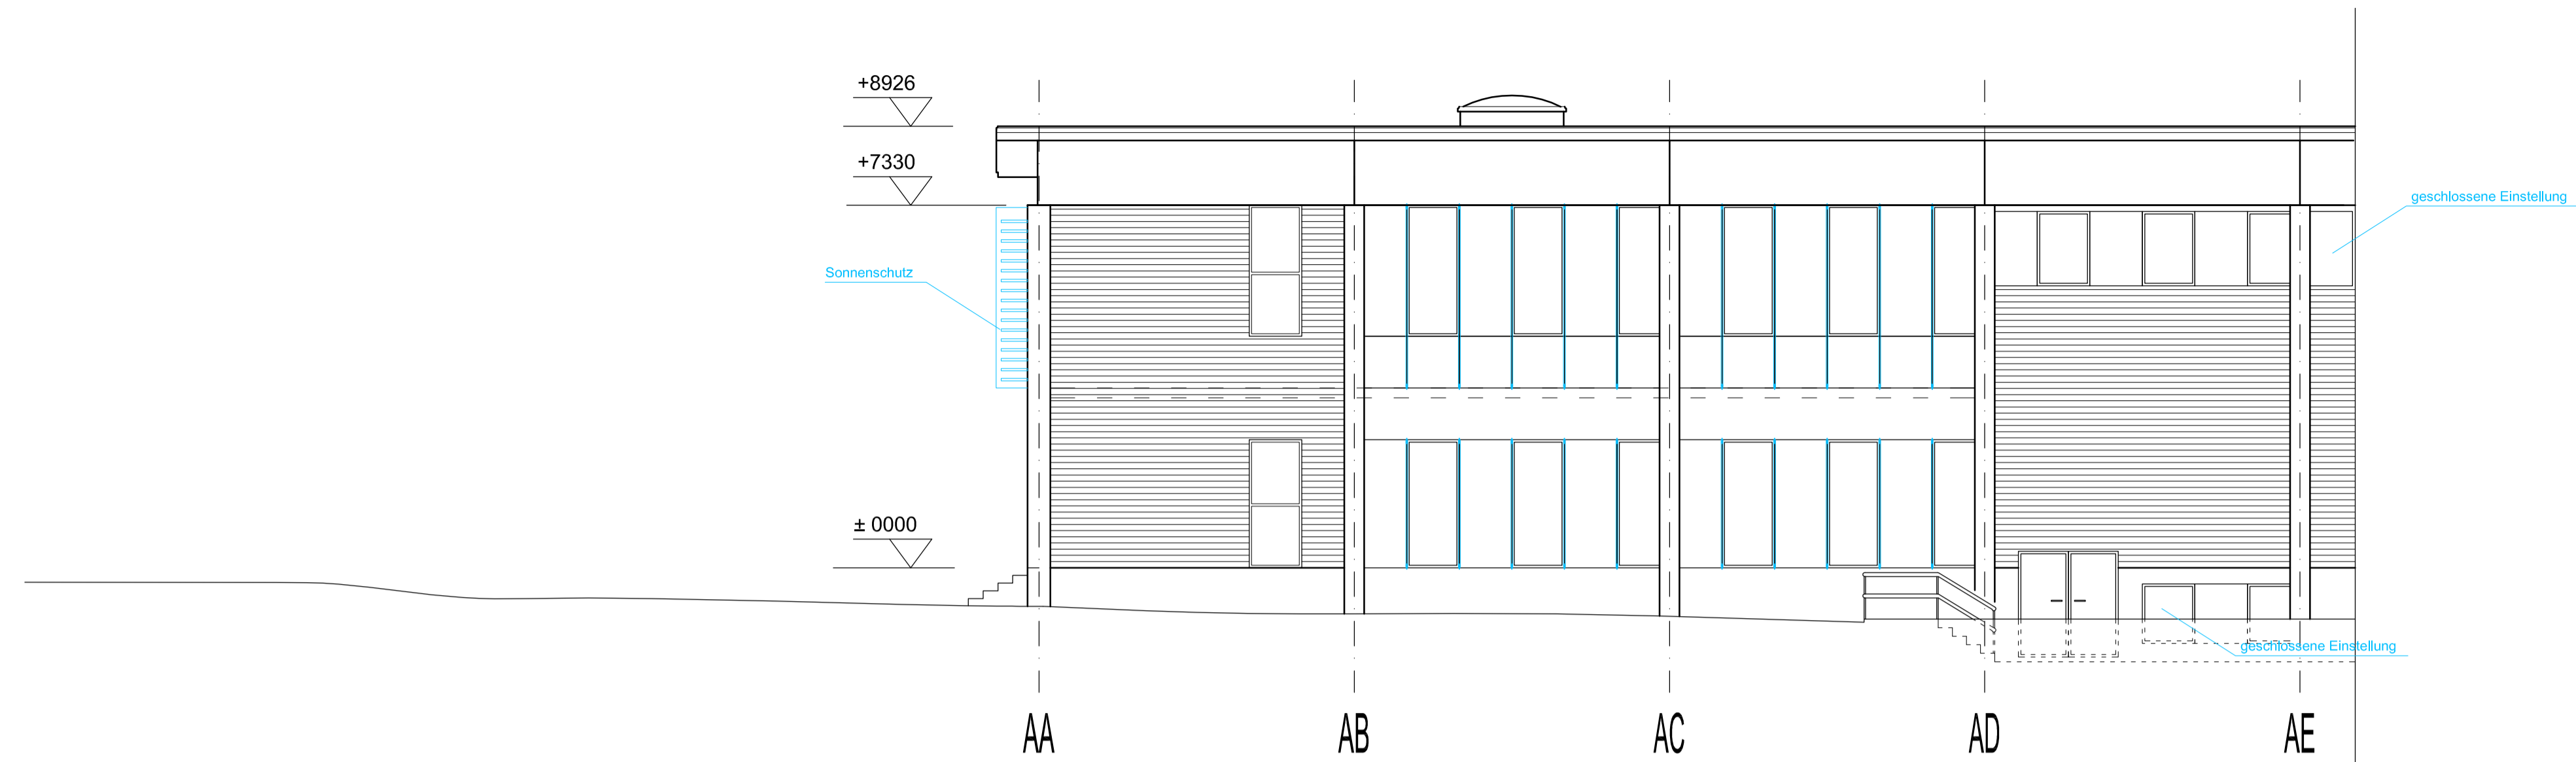 +8926
+7330
geschlossene Einstellung
Sonnenschutz
± 0000
geschlossene Einstellung
AA
AB
AC
AD
AE